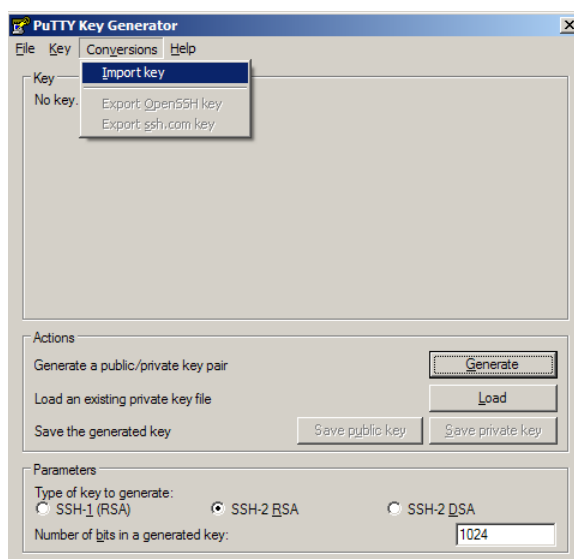 PuTTY Key Generator
File Key Conversions Help
Import key
Export OpenSSH key
Export ssh.com key
Key
No key.
Actions
Generate a public/private key pair
Generate
Load an existing private key file
Load
Save the generated key
Save public key
Save private key
Parameters
Type of key to generate:
SSH-1 (RSA) SSH-2 RSA SSH-2 DSA
Number of bits in a generated key:
1024